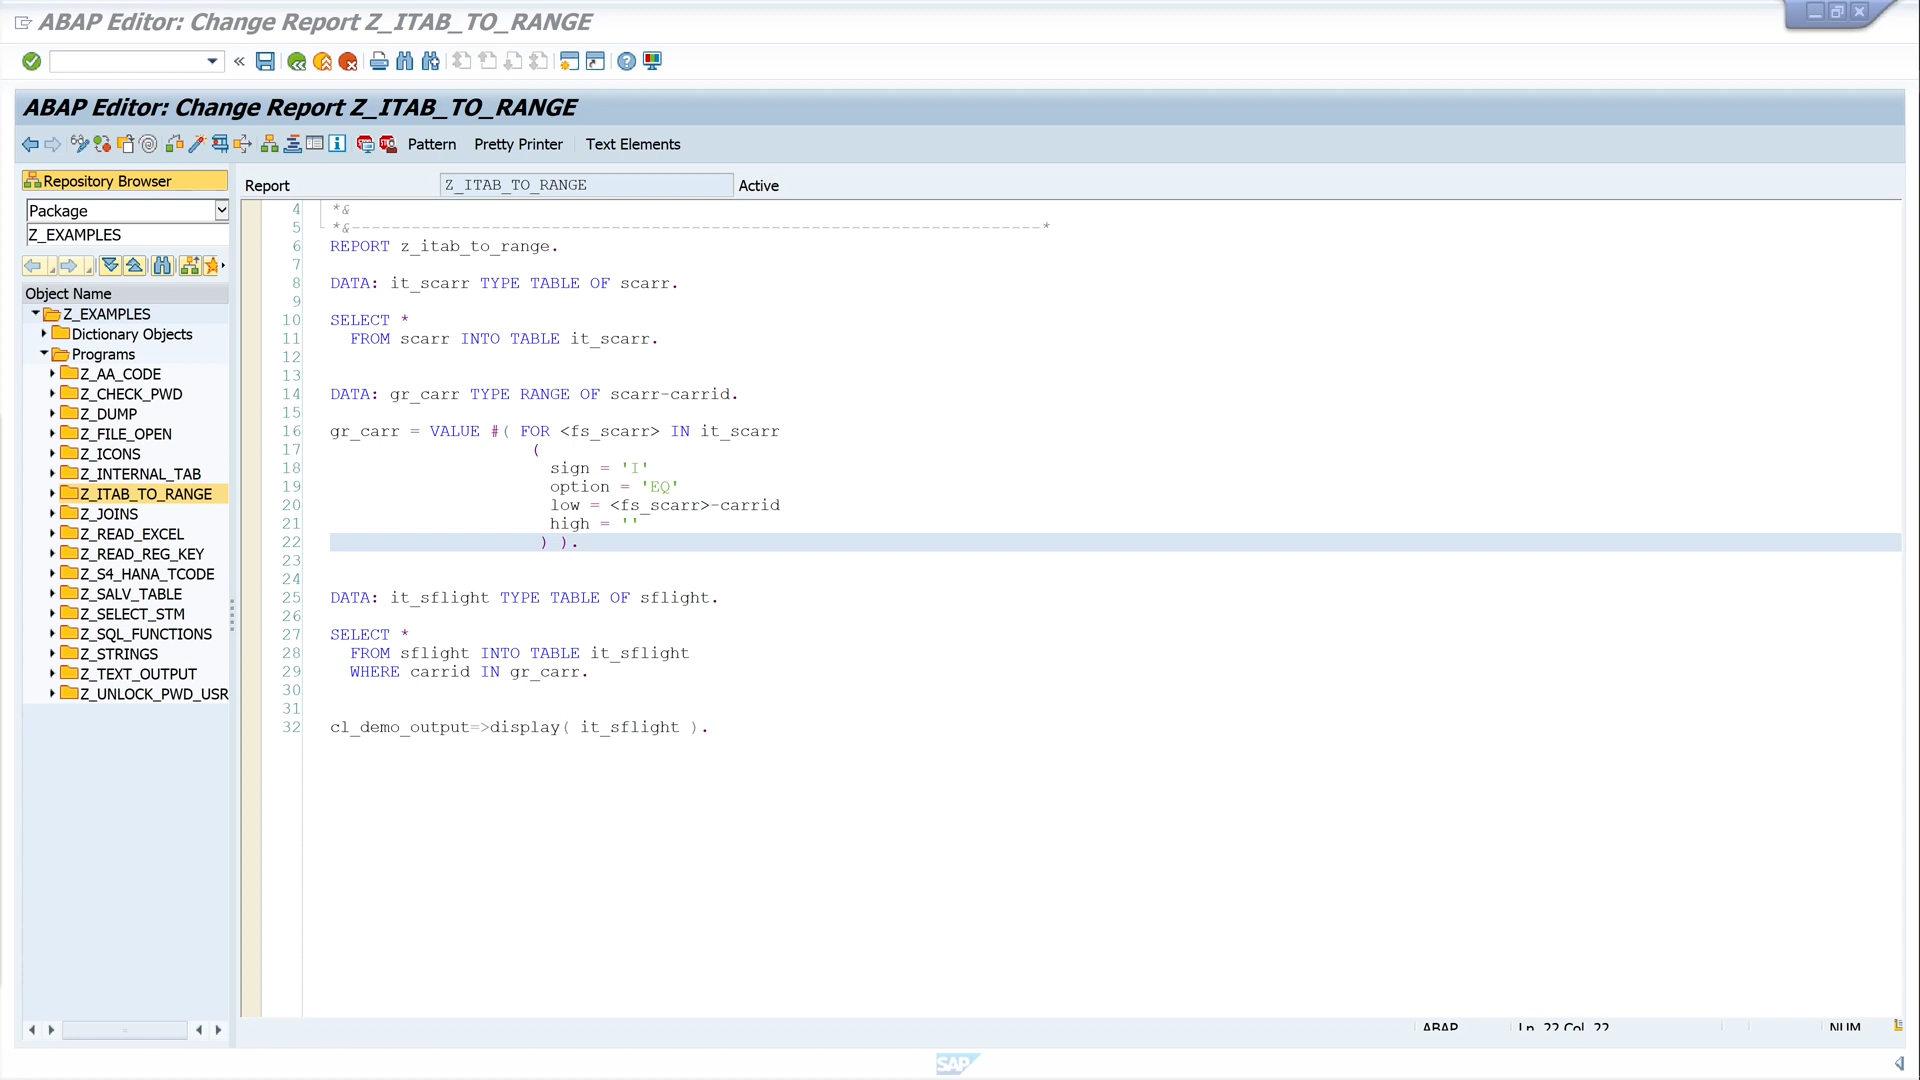 ABAP Editor: Change Report Z_ITAB_TO_RANGE
ABAP Editor: Change Report Z_ITAB_TO_RANGE
Pattern Pretty Printer Text Elements
Repository Browser
Package
Z_EXAMPLES
Object Name
Z_EXAMPLES
Dictionary Objects
Programs
Z_AA_CODE
Z_CHECK_PWD
Z_DUMP
Z_FILE_OPEN
Z_ICONS
Z_INTERNAL_TAB
Z_ITAB_TO_RANGE
Z_JOINS
Z_READ_EXCEL
Z_READ_REG_KEY
Z_S4_HANA_TCODE
Z_SALV_TABLE
Z_SELECT_STM
Z_SQL_FUNCTIONS
Z_STRINGS
Z_TEXT_OUTPUT
Z_UNLOCK_PWD_USR
Report Z_ITAB_TO_RANGE Active
4 *&
5 *&---------------------------------------------------------------------*
6 REPORT z_itab_to_range.
7
8 DATA: it_scarr TYPE TABLE OF scarr.
9
10 SELECT *
11 FROM scarr INTO TABLE it_scarr.
12
13
14 DATA: gr_carr TYPE RANGE OF scarr-carrid.
15
16 gr_carr = VALUE #( FOR <fs_scarr> IN it_scarr
17 (
18 sign = 'I'
19 option = 'EQ'
20 low = <fs_scarr>-carrid
21 high = ''
22 ) ).
23
24
25 DATA: it_sflight TYPE TABLE OF sflight.
26
27 SELECT *
28 FROM sflight INTO TABLE it_sflight
29 WHERE carrid IN gr_carr.
30
31
32 cl_demo_output=>display( it_sflight ).
ABAP Ln 22 Col 22 NUM
SAP